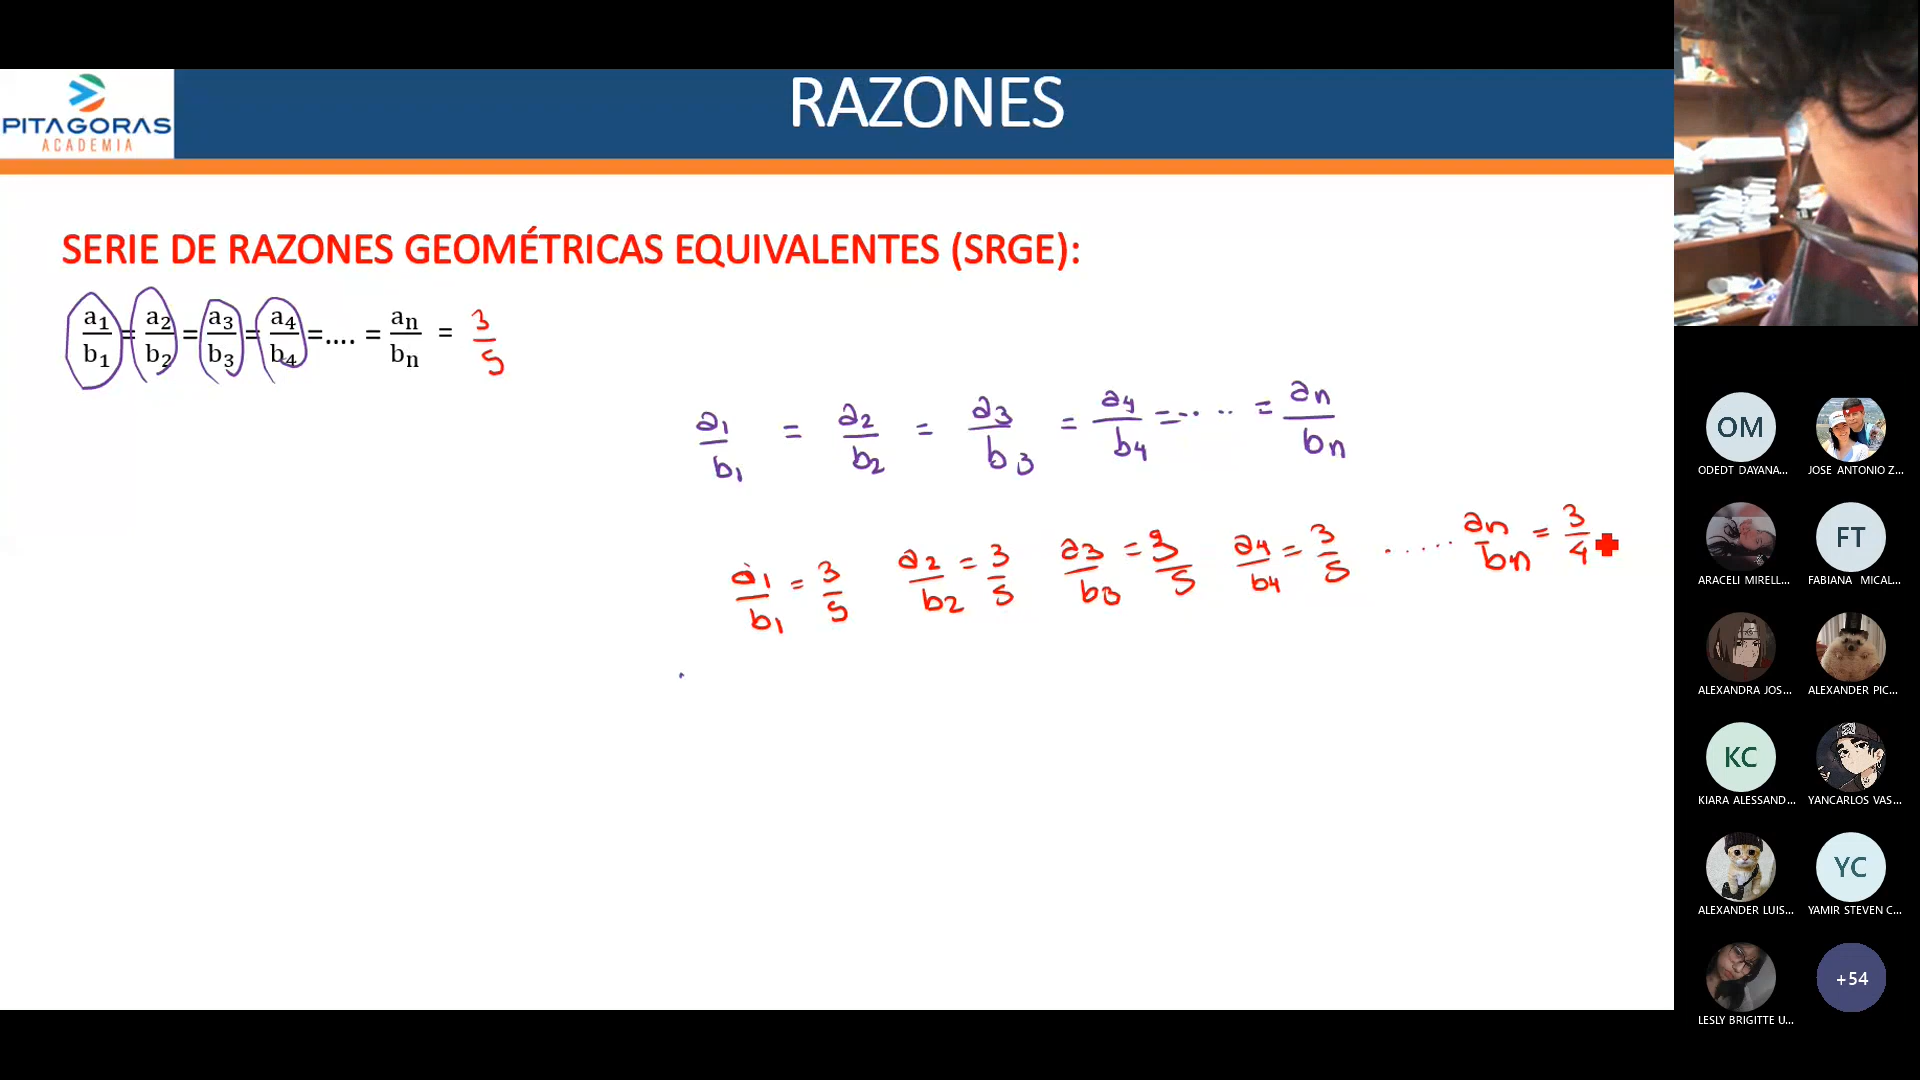 RAZONES
PITAGORAS
ACADEMIA
SERIE DE RAZONES GEOMÉTRICAS EQUIVALENTES (SRGE):
a₁/b₁ = a₂/b₂ = a₃/b₃ = a₄/b₄ =.... = aₙ/bₙ = 3/5
a₁/b₁ = a₂/b₂ = a₃/b₃ = a₄/b₄ = ..... = aₙ/bₙ
a₁/b₁ = 3/5 a₂/b₂ = 3/5 a₃/b₃ = 3/5 a₄/b₄ = 3/5 ..... aₙ/bₙ = 3/4
OM
ODEDT DAYANA...
JOSE ANTONIO Z...
FT
ARACELI MIRELL...
FABIANA MICAL...
ALEXANDRA JOS...
ALEXANDER PIC...
KC
KIARA ALESSAND...
YANCARLOS VAS...
YC
ALEXANDER LUIS...
YAMIR STEVEN C...
+54
LESLY BRIGITTE U...